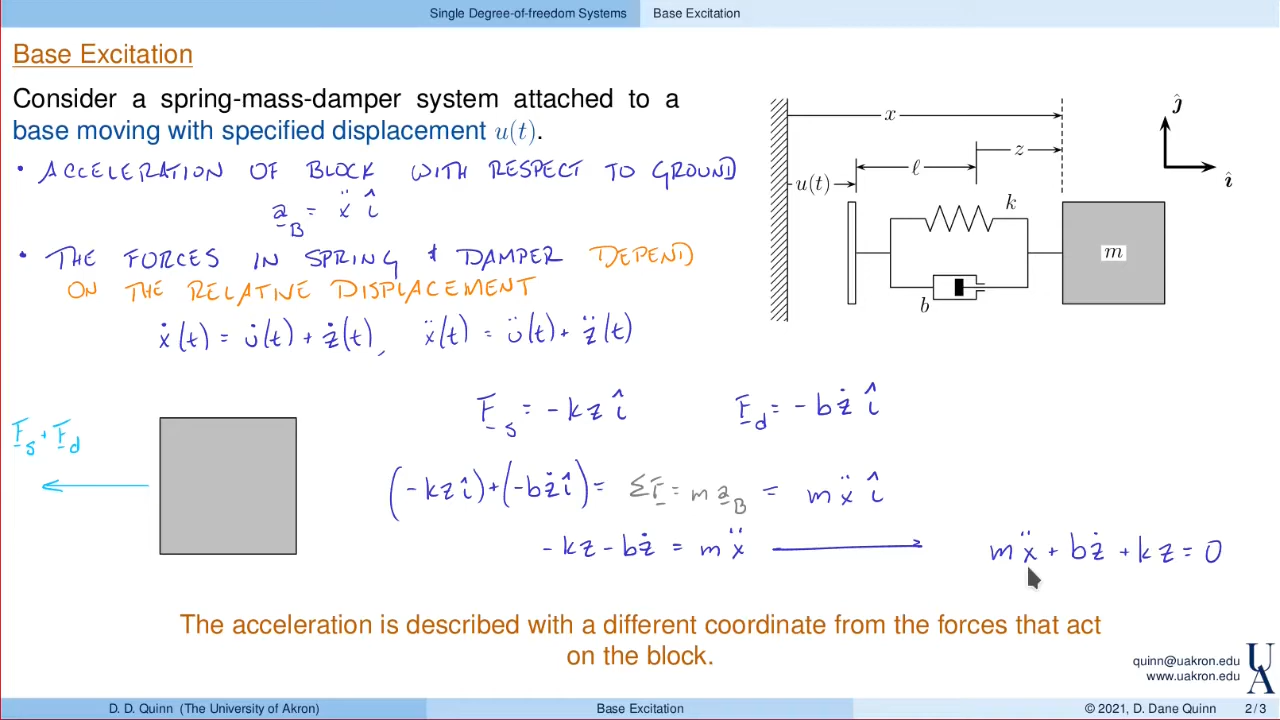 Single Degree-of-freedom Systems Base Excitation
Base Excitation
Consider a spring-mass-damper system attached to a
base moving with specified displacement u(t).
• ACCELERATION OF BLOCK WITH RESPECT TO GROUND
a_B = ẍ î
• THE FORCES IN SPRING & DAMPER DEPEND
ON THE RELATIVE DISPLACEMENT
ẋ(t) = u̇(t) + ż(t), ẍ(t) = ü(t) + z̈(t)
x
z
ℓ
u(t)
k
m
b
ĵ
î
F_s + F_d
F_s = -kz î F_d = -bż î
(-kz î) + (-bż î) = ΣF = m a_B = m ẍ î
-kz - bż = mẍ → mẍ + bż + kz = 0
The acceleration is described with a different coordinate from the forces that act
on the block.
quinn@uakron.edu
www.uakron.edu
UA
D. D. Quinn (The University of Akron) Base Excitation © 2021, D. Dane Quinn 2 / 3